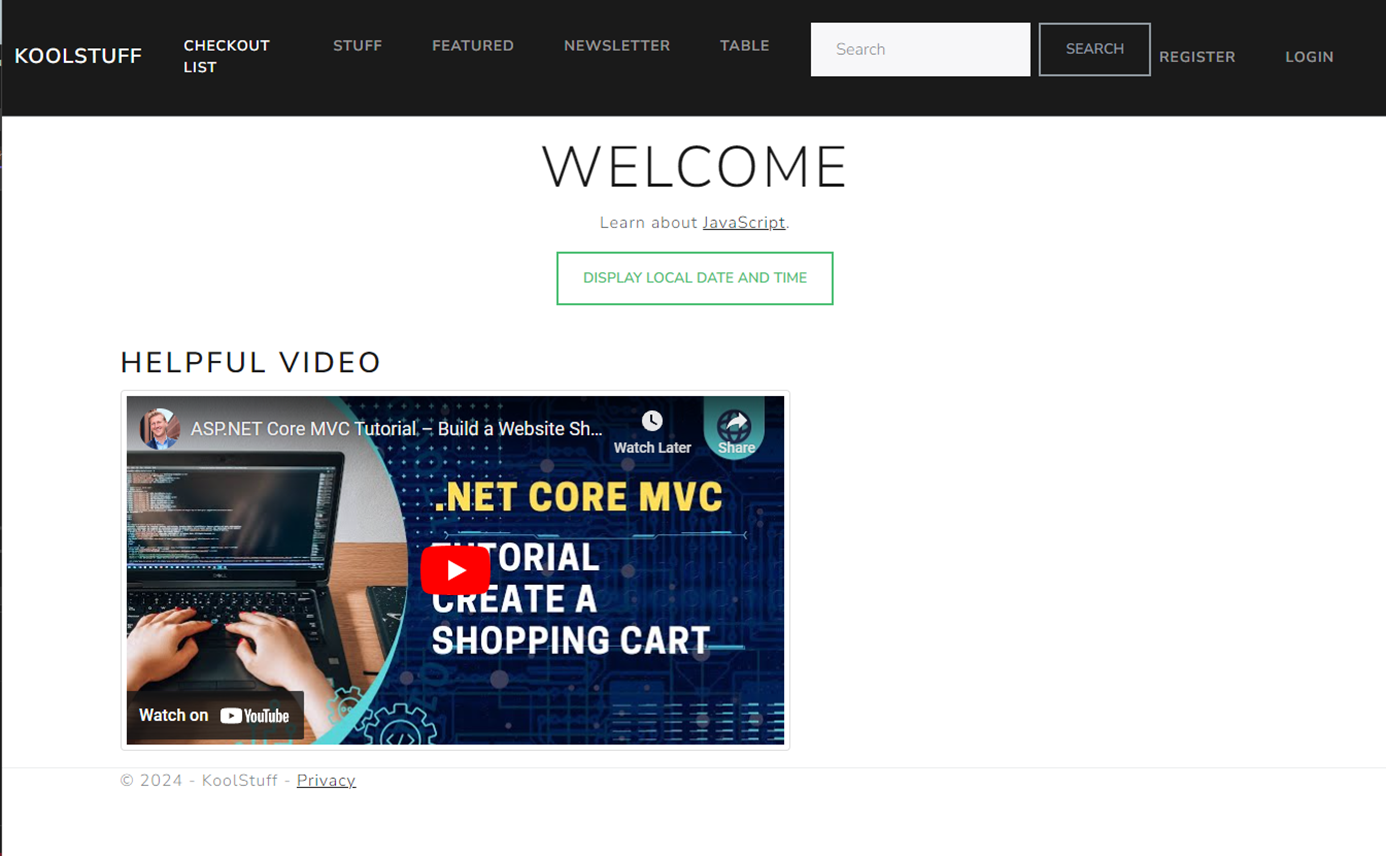 KOOLSTUFF
CHECKOUT
LIST
STUFF
FEATURED
NEWSLETTER
TABLE
Search
SEARCH
REGISTER
LOGIN
WELCOME
Learn about JavaScript.
DISPLAY LOCAL DATE AND TIME
HELPFUL VIDEO
ASP.NET Core MVC Tutorial – Build a Website Sh...
Watch Later
Share
.NET CORE MVC
TUTORIAL
CREATE A
SHOPPING CART
Watch on YouTube
© 2024 - KoolStuff - Privacy